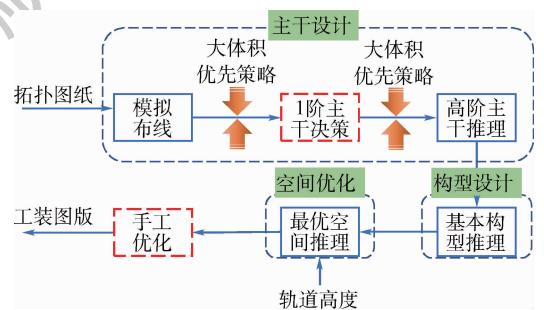 主干设计
大体积
优先策略
大体积
优先策略
拓扑图纸
模拟
布线
1阶主
干决策
高阶主
干推理
空间优化
构型设计
工装图版
手工
优化
最优空
间推理
基本构
型推理
轨道高度